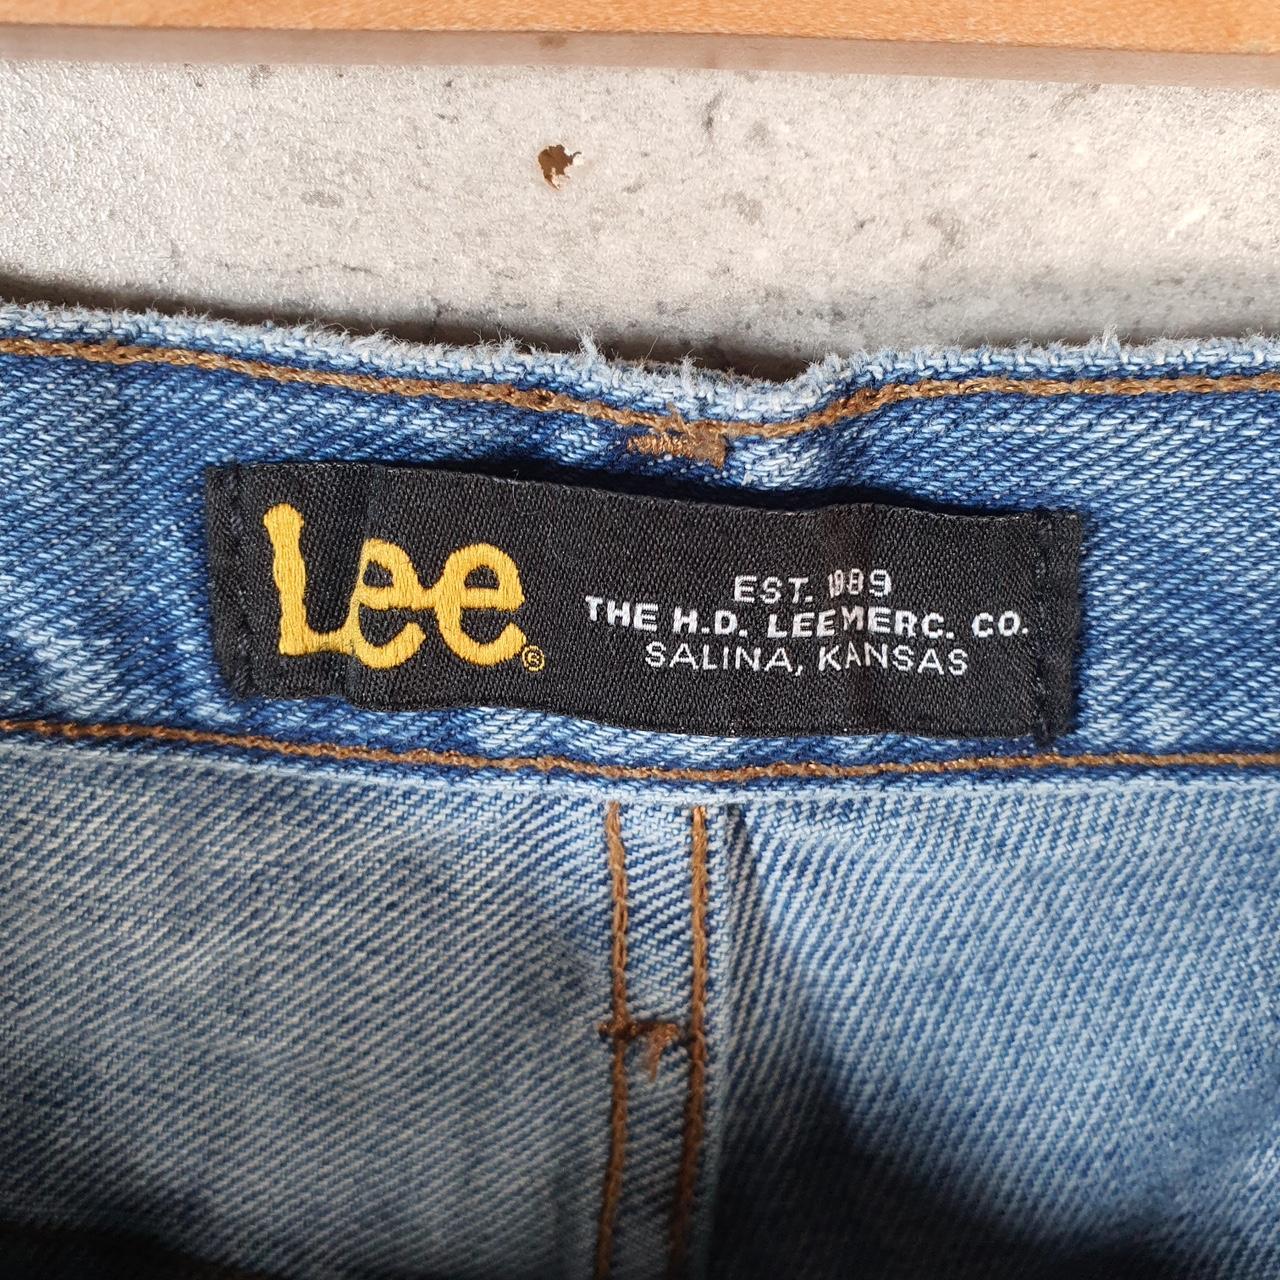 Lee®
EST. 1889
THE H.D. LEE MERC. CO.
SALINA, KANSAS